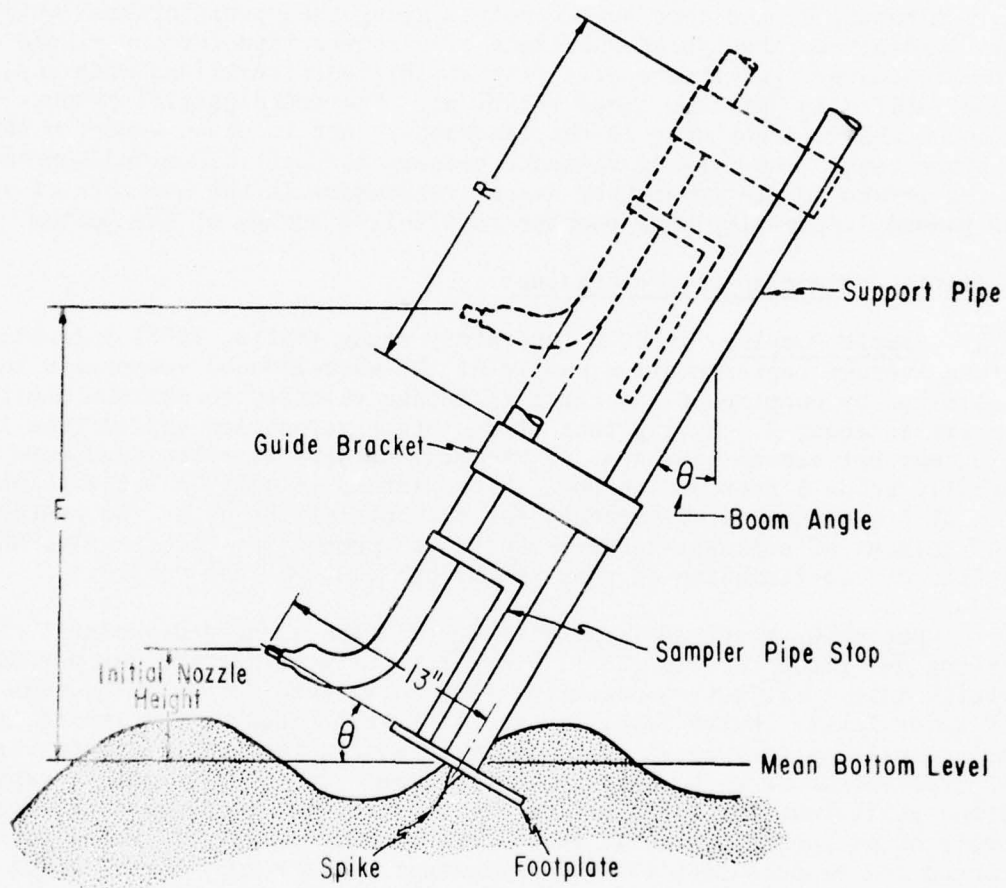 R
Support Pipe
E
Guide Bracket
θ
Boom Angle
Sampler Pipe Stop
13"
Initial Nozzle
Height
θ
Mean Bottom Level
Spike
Footplate